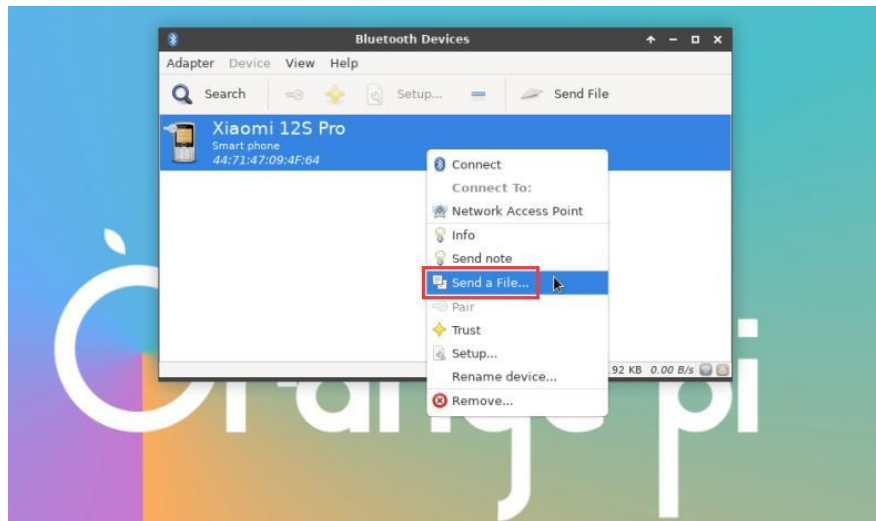 Bluetooth Devices
Adapter Device View Help
Search Setup... Send File
Xiaomi 12S Pro
Smart phone
44:71:47:09:4F:64
Connect
Connect To:
Network Access Point
Info
Send note
Send a File...
Pair
Trust
Setup...
Rename device...
Remove...
.92 KB 0.00 B/s
Orange pi